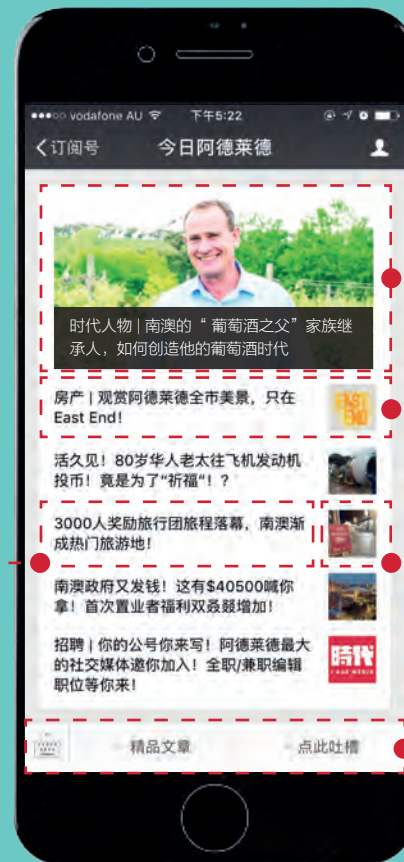 vodafone AU
下午5:22
订阅号
今日阿德莱德
时代人物 | 南澳的“ 葡萄酒之父”家族继
承人，如何创造他的葡萄酒时代
房产 | 观赏阿德莱德全市美景，只在
East End!
EAST
END
活久见！80岁华人老太往飞机发动机
投币！竟是为了“祈福”！？
3000人奖励旅行团旅程落幕，南澳渐
成热门旅游地！
南澳政府又发钱！这有$40500喊你
拿！首次置业者福利双叒叕增加！
招聘 | 你的公号你来写！阿德莱德最大
的社交媒体邀你加入！全职/兼职编辑
职位等你来！
時代
精品文章
点此吐槽